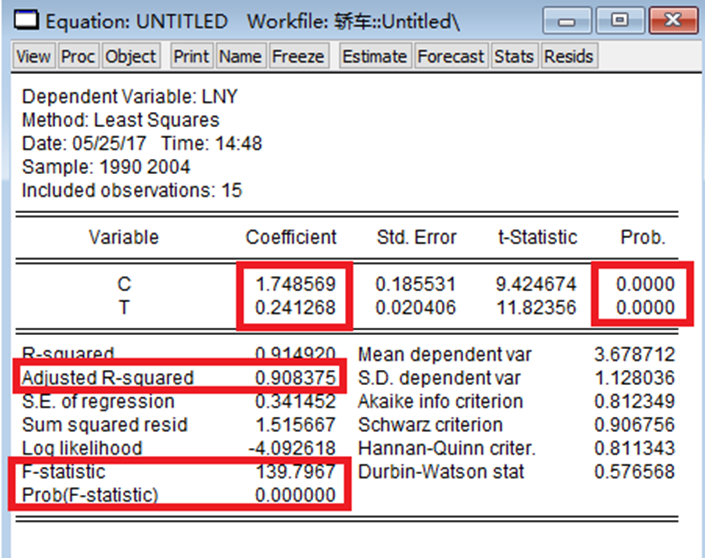 Equation: UNTITLED Workfile: 轿车::Untitled\
View Proc Object Print Name Freeze Estimate Forecast Stats Resids
Dependent Variable: LNY
Method: Least Squares
Date: 05/25/17 Time: 14:48
Sample: 1990 2004
Included observations: 15
Variable Coefficient Std. Error t-Statistic Prob.
C 1.748569 0.185531 9.424674 0.0000
T 0.241268 0.020406 11.82356 0.0000
R-squared 0.914920 Mean dependent var 3.678712
Adjusted R-squared 0.908375 S.D. dependent var 1.128036
S.E. of regression 0.341452 Akaike info criterion 0.812349
Sum squared resid 1.515667 Schwarz criterion 0.906756
Log likelihood -4.092618 Hannan-Quinn criter. 0.811343
F-statistic 139.7967 Durbin-Watson stat 0.576568
Prob(F-statistic) 0.000000